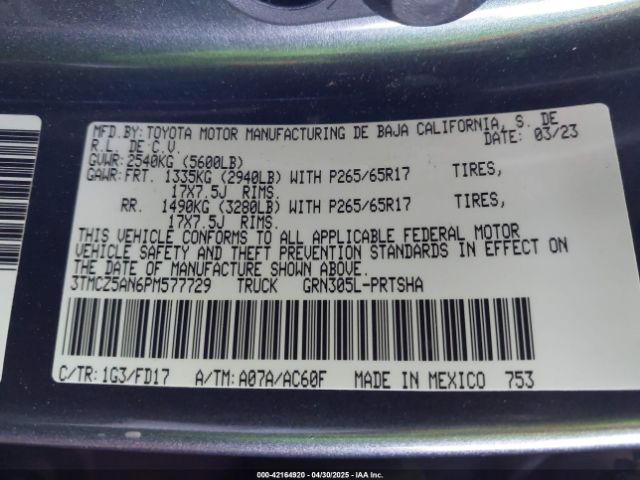 MFD.BY: TOYOTA MOTOR MANUFACTURING DE BAJA CALIFORNIA, S. DE
R.L. DE C.V. DATE: 03/23
GVWR: 2540KG (5600LB)
GAWR: FRT. 1335KG (2940LB) WITH P265/65R17 TIRES,
17X7.5J RIMS.
RR. 1490KG (3280LB) WITH P265/65R17 TIRES,
17X7.5J RIMS.
THIS VEHICLE CONFORMS TO ALL APPLICABLE FEDERAL MOTOR
VEHICLE SAFETY AND THEFT PREVENTION STANDARDS IN EFFECT ON
THE DATE OF MANUFACTURE SHOWN ABOVE.
3TMCZ5AN6PM577729 TRUCK GRN305L-PRTSHA
C/TR: 1G3/FD17 A/TM: A07A/AC60F MADE IN MEXICO 753
000-42164920 | 04/30/2025 | IAA Inc.